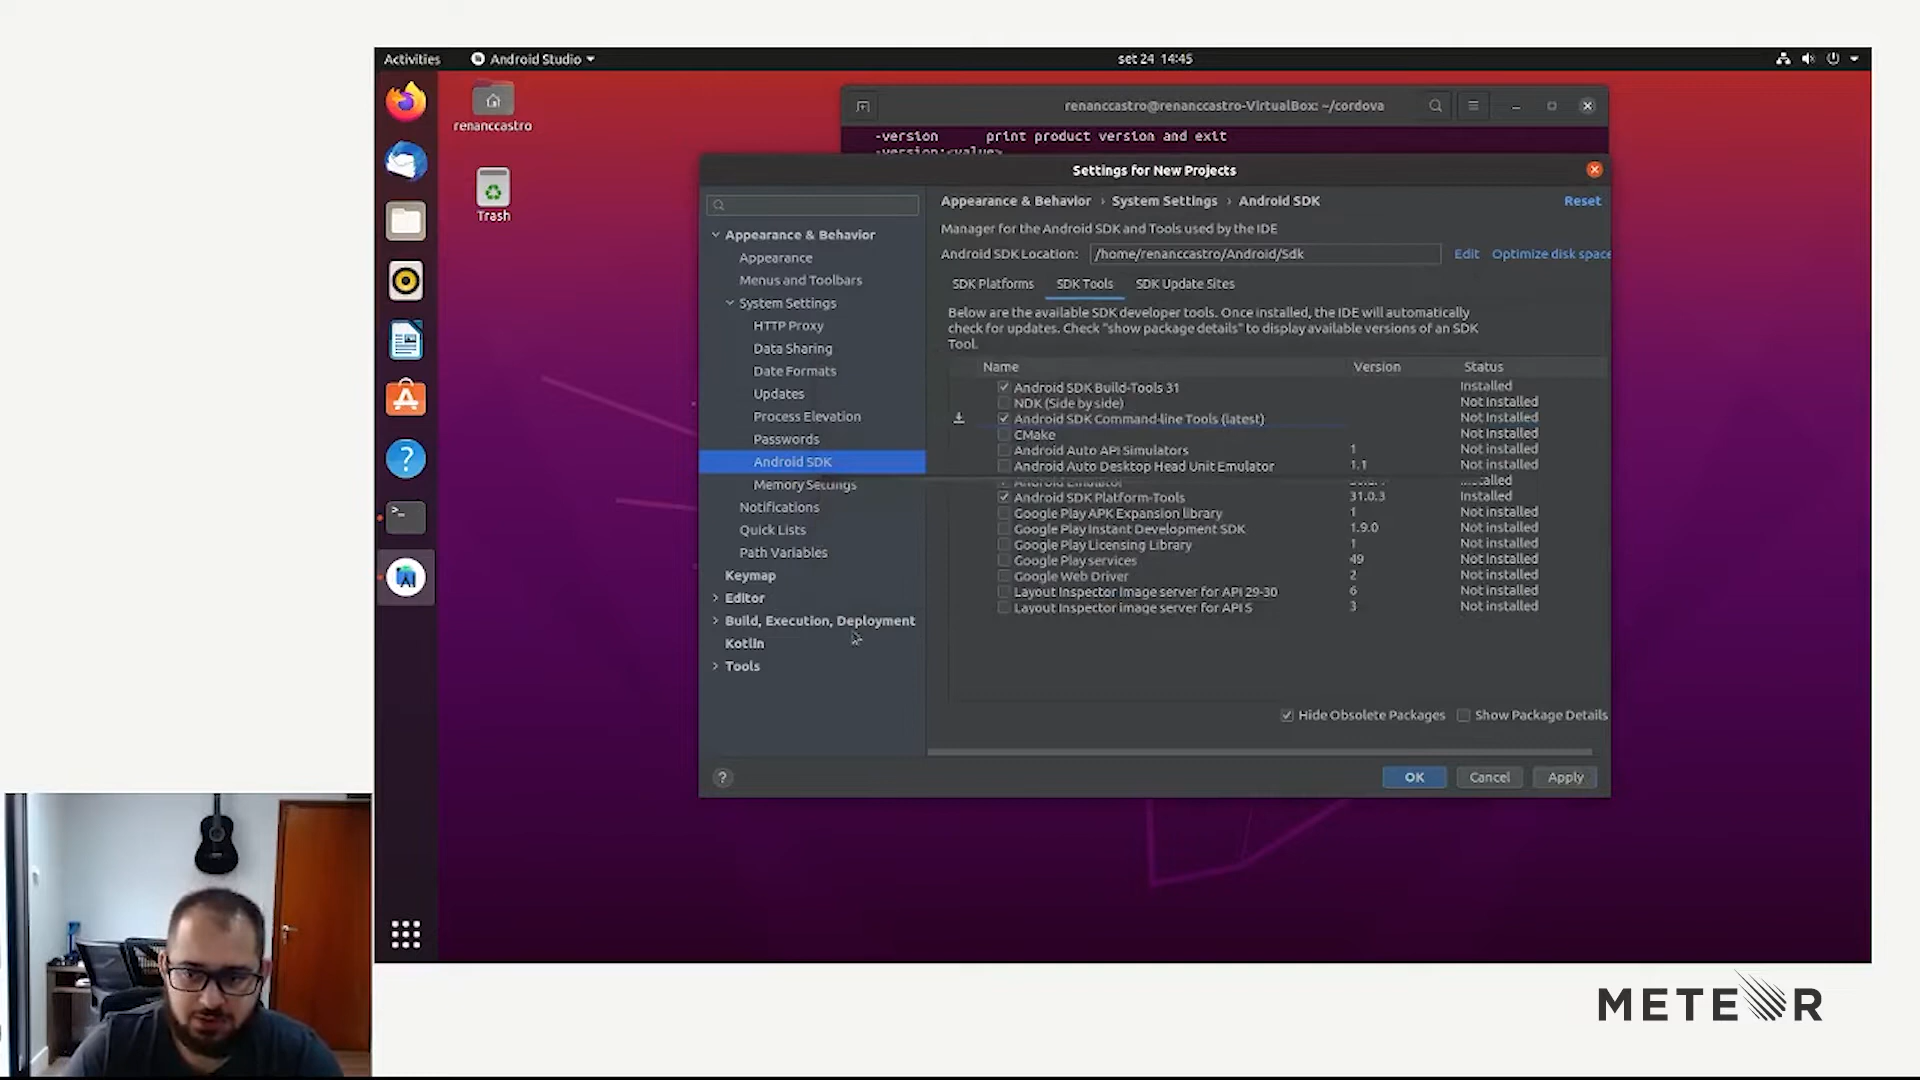 Activities
Android Studio
set 24 14:45
renanccastro
Trash
renanccastro@renanccastro-VirtualBox: ~/cordova
-version print product version and exit
-version:<value>
Settings for New Projects
Appearance & Behavior
Appearance
Menus and Toolbars
System Settings
HTTP Proxy
Data Sharing
Date Formats
Updates
Process Elevation
Passwords
Android SDK
Memory Settings
Notifications
Quick Lists
Path Variables
Keymap
Editor
Build, Execution, Deployment
Kotlin
Tools
Appearance & Behavior › System Settings › Android SDK
Reset
Manager for the Android SDK and Tools used by the IDE
Android SDK Location: /home/renanccastro/Android/Sdk Edit Optimize disk space
SDK Platforms SDK Tools SDK Update Sites
Below are the available SDK developer tools. Once installed, the IDE will automatically
check for updates. Check "show package details" to display available versions of an SDK
Tool.
Name Version Status
Android SDK Build-Tools 31 Installed
NDK (Side by side) Not Installed
Android SDK Command-line Tools (latest) Not Installed
CMake Not Installed
Android Auto API Simulators 1 Not installed
Android Auto Desktop Head Unit Emulator 1.1 Not installed
Android Emulator
Android SDK Platform-Tools 31.0.3 Installed
Google Play APK Expansion library 1 Not installed
Google Play Instant Development SDK 1.9.0 Not installed
Google Play Licensing Library 1 Not installed
Google Play services 49 Not installed
Google Web Driver 2 Not installed
Layout Inspector image server for API 29-30 6 Not installed
Layout Inspector image server for API S 3 Not installed
Hide Obsolete Packages Show Package Details
? OK Cancel Apply
METEOR